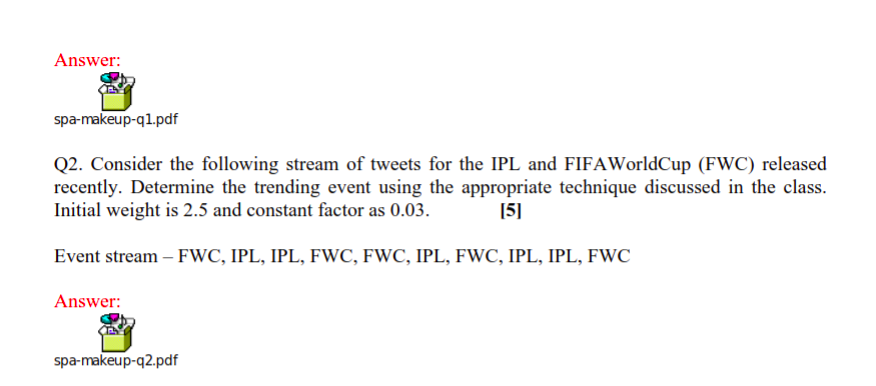 Answer:
spa-makeup-q1.pdf
Q2. Consider the following stream of tweets for the IPL and FIFAWorldCup (FWC) released
recently. Determine the trending event using the appropriate technique discussed in the class.
Initial weight is 2.5 and constant factor as 0.03. [5]
Event stream – FWC, IPL, IPL, FWC, FWC, IPL, FWC, IPL, IPL, FWC
Answer:
spa-makeup-q2.pdf